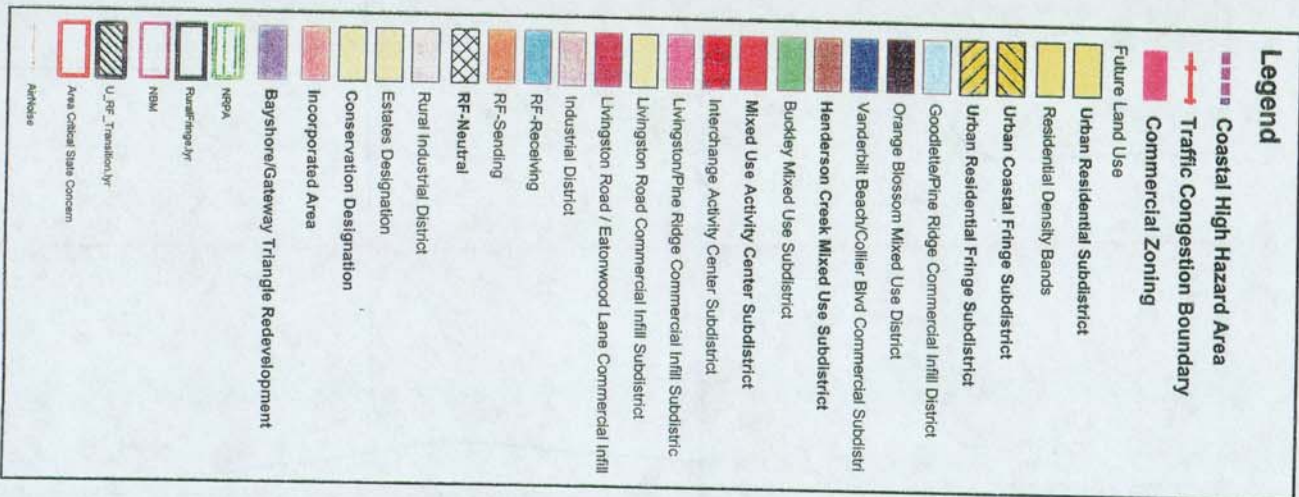 Legend
Coastal High Hazard Area
Traffic Congestion Boundary
Commercial Zoning
Future Land Use
Urban Residential Subdistrict
Residential Density Bands
Urban Coastal Fringe Subdistrict
Urban Residential Fringe Subdistrict
Goodlette/Pine Ridge Commercial Infill District
Orange Blossom Mixed Use District
Vanderbilt Beach/Collier Blvd Commercial Subdistri
Henderson Creek Mixed Use Subdistrict
Buckley Mixed Use Subdistrict
Mixed Use Activity Center Subdistrict
Interchange Activity Center Subdistrict
Livingston/Pine Ridge Commercial Infill Subdistric
Livingston Road Commercial Infill Subdistrict
Livingston Road / Eatonwood Lane Commercial Infill
Industrial District
RF-Receiving
RF-Sending
RF-Neutral
Rural Industrial District
Estates Designation
Conservation Designation
Incorporated Area
Bayshore/Gateway Triangle Redevelopment
NRPA
RuralFringe.lyr
NBM
U_RF_Transition.lyr
Area Critical State Concern
AirNoise